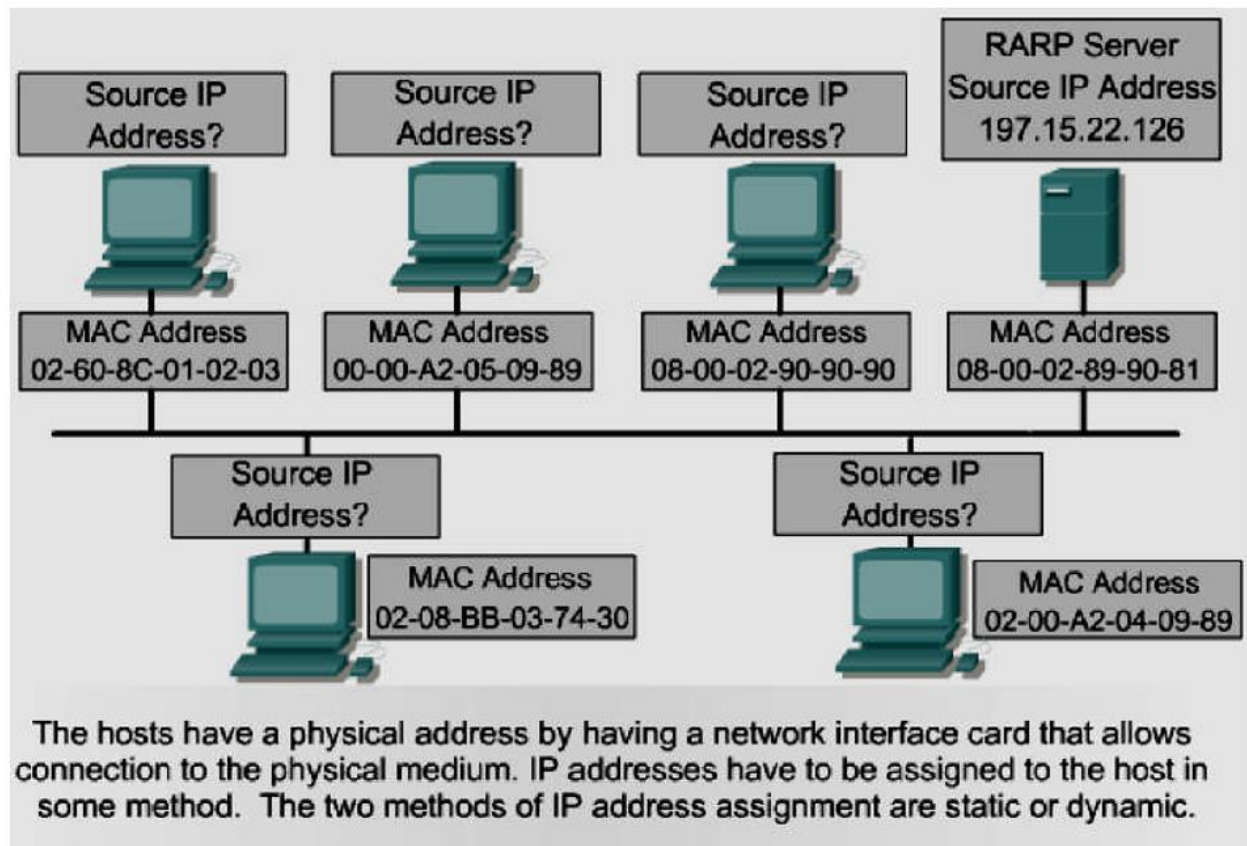 Source IP
Address?
Source IP
Address?
Source IP
Address?
RARP Server
Source IP Address
197.15.22.126
MAC Address
02-60-8C-01-02-03
MAC Address
00-00-A2-05-09-89
MAC Address
08-00-02-90-90-90
MAC Address
08-00-02-89-90-81
Source IP
Address?
MAC Address
02-08-BB-03-74-30
Source IP
Address?
MAC Address
02-00-A2-04-09-89
The hosts have a physical address by having a network interface card that allows
connection to the physical medium. IP addresses have to be assigned to the host in
some method. The two methods of IP address assignment are static or dynamic.